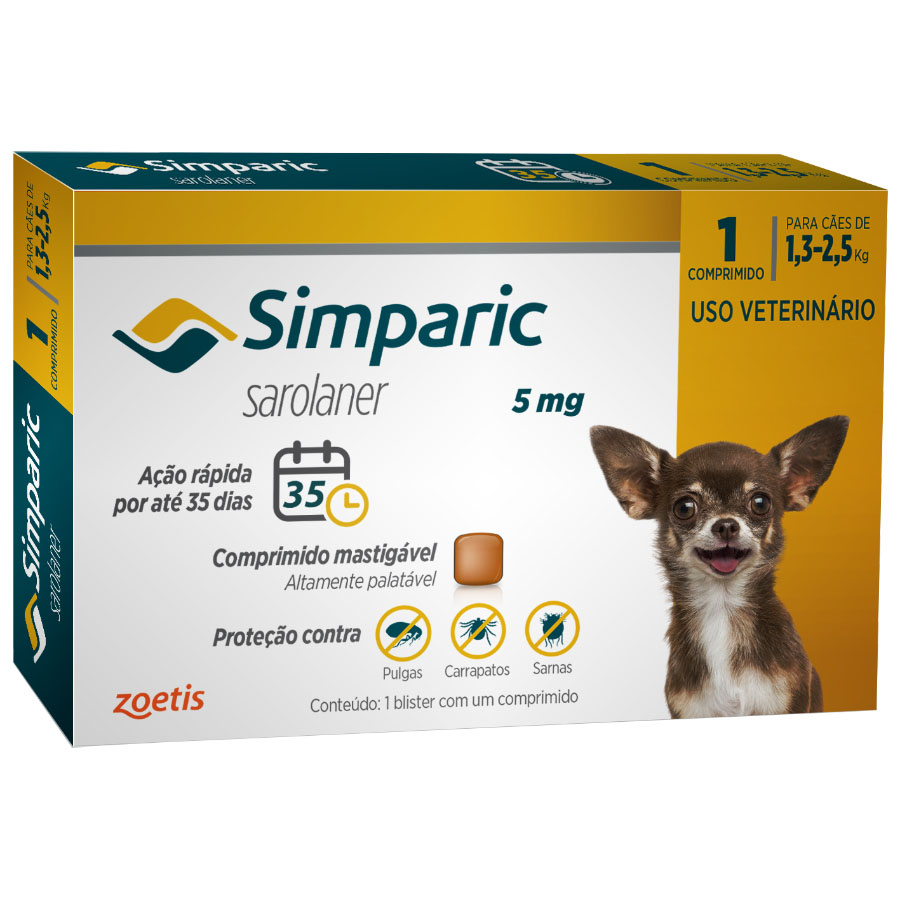 Simparic
sarolaner
35
1
1 COMPRIMIDO
PARA CÃES DE
1,3-2,5 Kg
USO VETERINÁRIO
Simparic
sarolaner
5 mg
Ação rápida
por até 35 dias
35
Comprimido mastigável
Altamente palatável
Proteção contra
Pulgas Carrapatos Sarnas
zoetis
Conteúdo: 1 blister com um comprimido
1
COMPRIMIDO
PARA CÃES DE
1,3-2,5 Kg
Simparic
sarolaner